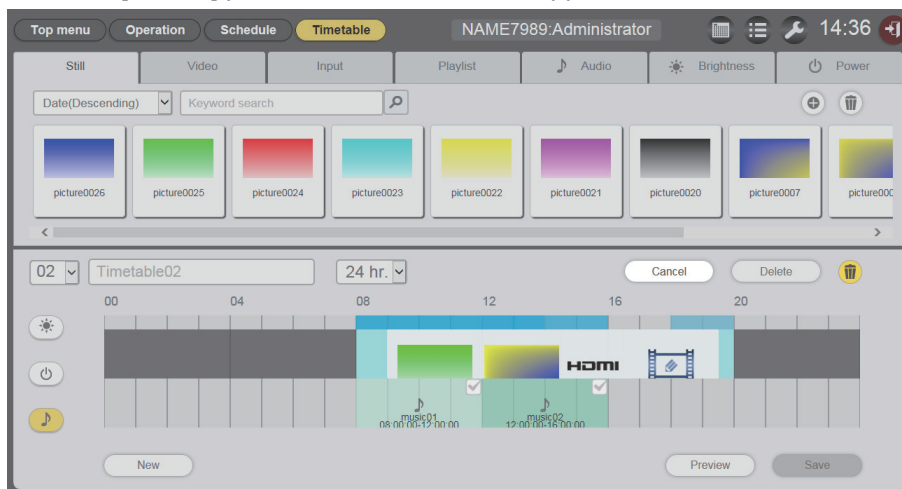 Top menu Operation Schedule Timetable NAME7989:Administrator 14:36
Still Video Input Playlist Audio Brightness Power
Date(Descending) Keyword search
picture0026 picture0025 picture0024 picture0023 picture0022 picture0021 picture0020 picture0007 picture000
02 Timetable02 24 hr. Cancel Delete
00 04 08 12 16 20
HDMI
music01 music02
08:00:00-12:00:00 12:00:00-16:00:00
New Preview Save